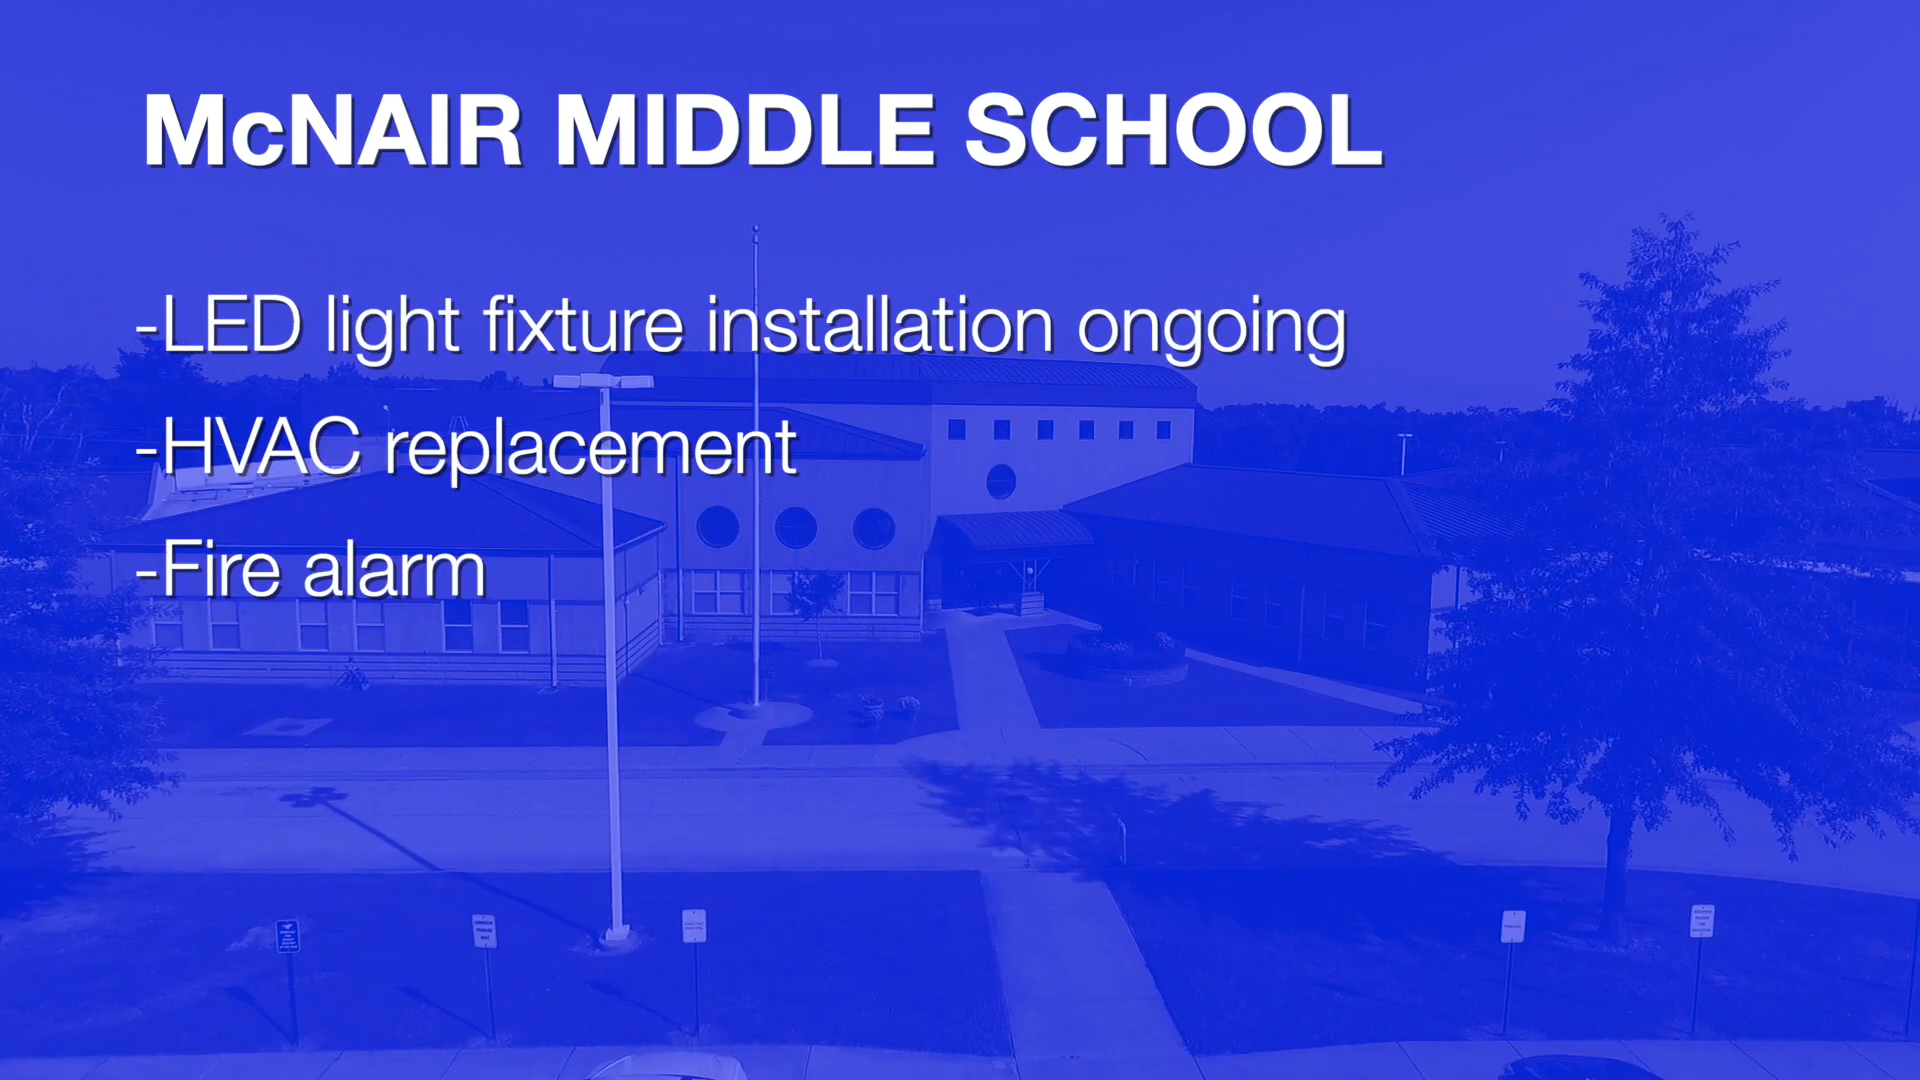 McNAIR MIDDLE SCHOOL
-LED light fixture installation ongoing
-HVAC replacement
-Fire alarm